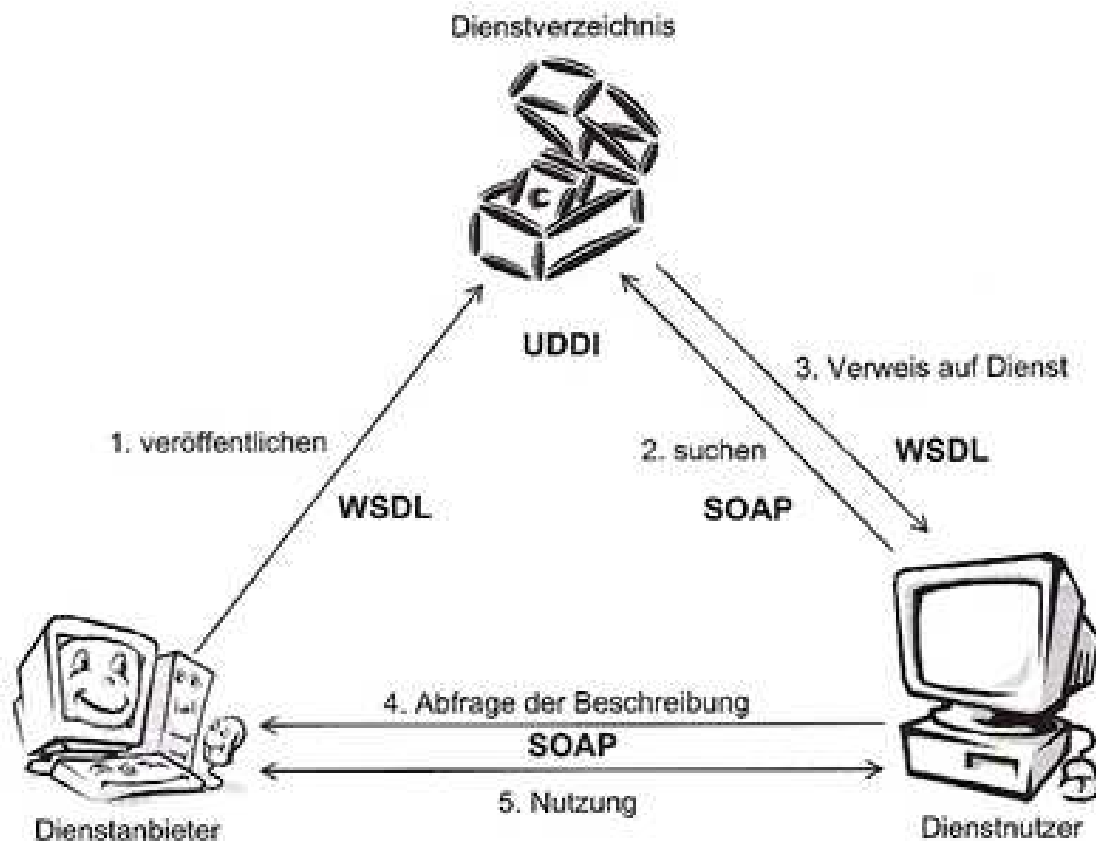 Dienstverzeichnis
C
UDDI
3. Verweis auf Dienst
1. veröffentlichen
2. suchen
WSDL
WSDL
SOAP
4. Abfrage der Beschreibung
SOAP
5. Nutzung
Dienstanbieter
Dienstnutzer